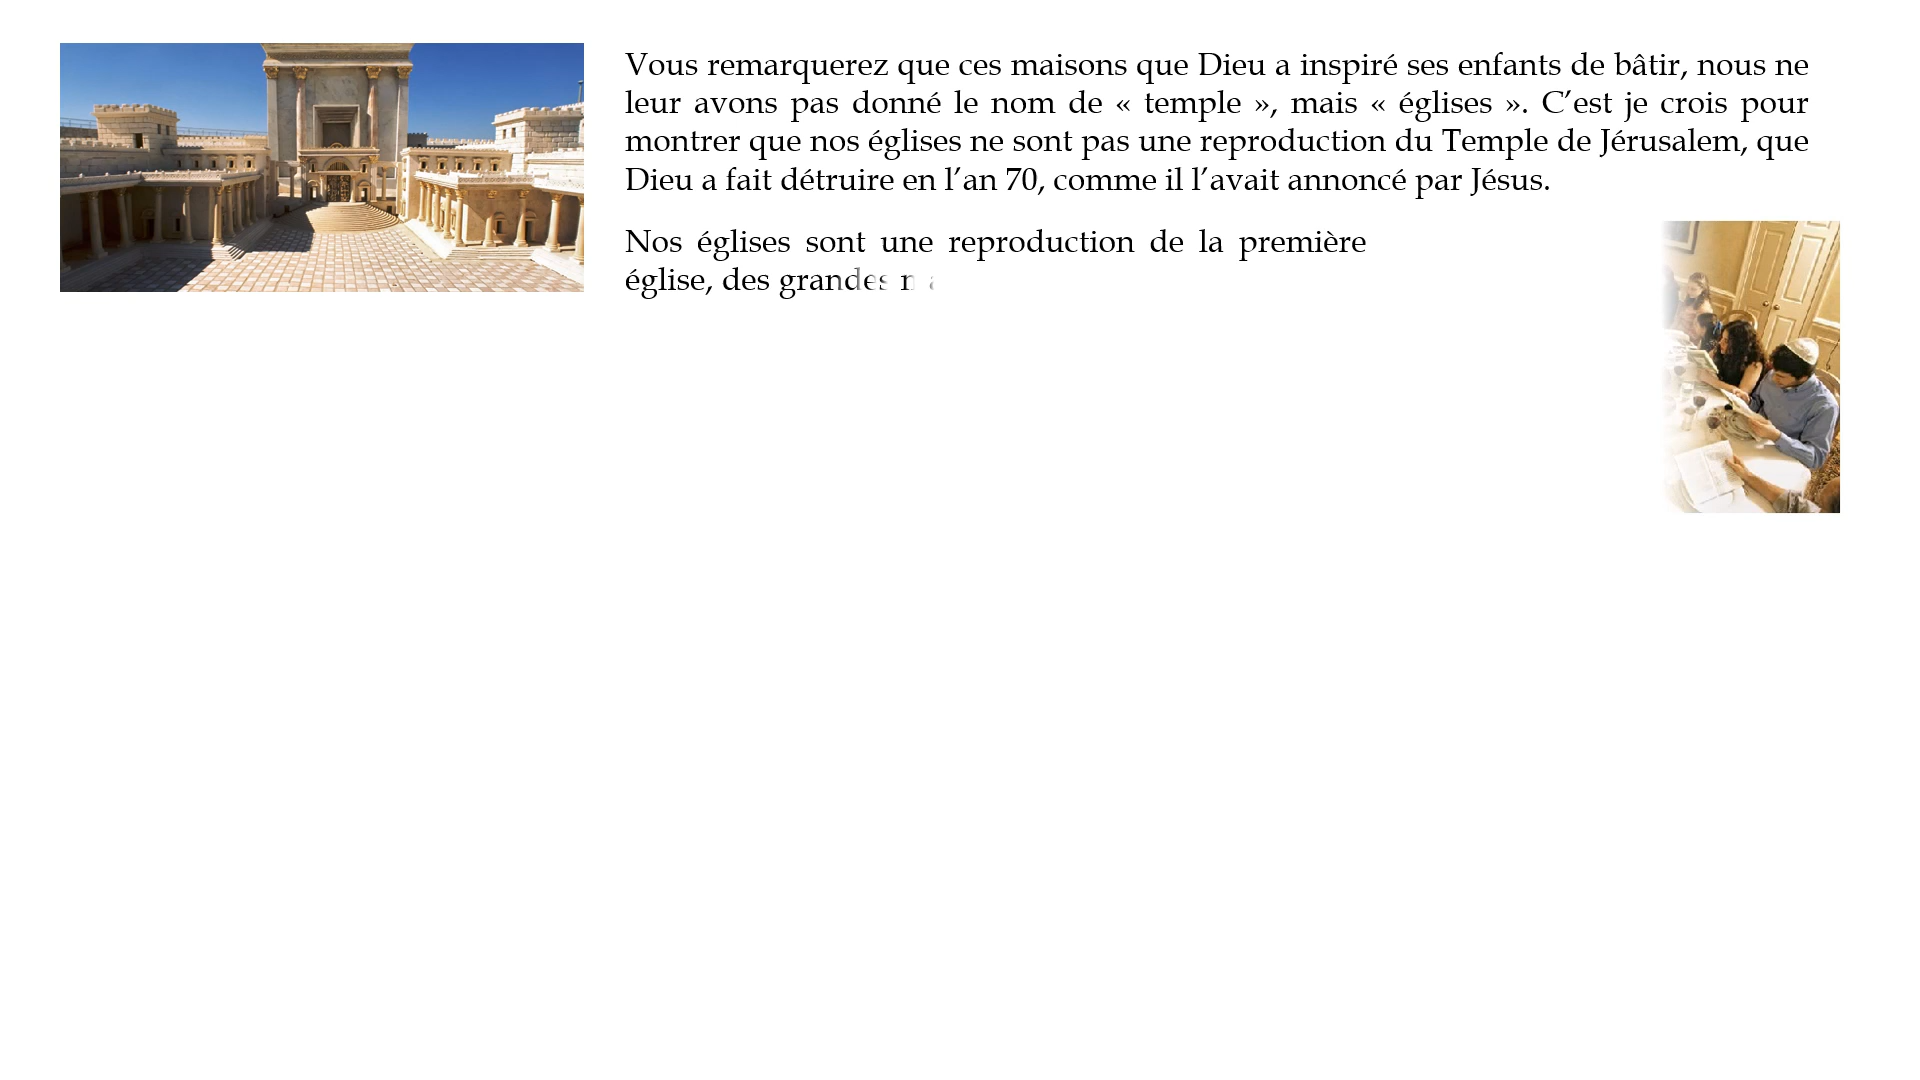 Vous remarquerez que ces maisons que Dieu a inspiré ses enfants de bâtir, nous ne
leur avons pas donné le nom de « temple », mais « églises ». C’est je crois pour
montrer que nos églises ne sont pas une reproduction du Temple de Jérusalem, que
Dieu a fait détruire en l’an 70, comme il l’avait annoncé par Jésus.
Nos églises sont une reproduction de la première
église, des grandes